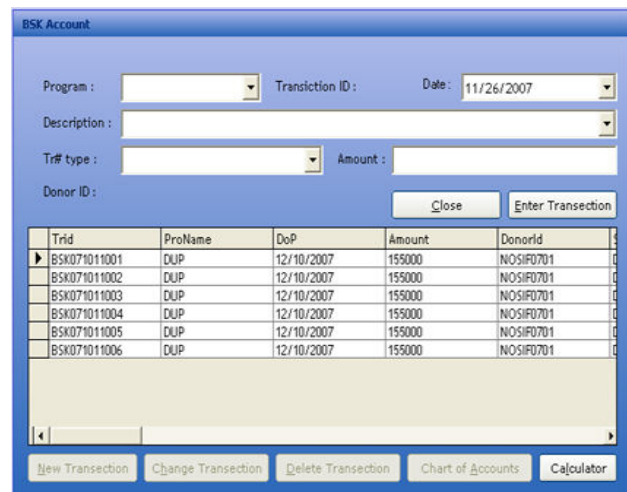 BSK Account
Program : Transiction ID : Date : 11/26/2007
Description :
Tr# type : Amount :
Donor ID :
Close Enter Transection
Trid ProName DoP Amount DonorId
BSK071011001 DUP 12/10/2007 155000 NOSIF0701
BSK071011002 DUP 12/10/2007 155000 NOSIF0701
BSK071011003 DUP 12/10/2007 155000 NOSIF0701
BSK071011004 DUP 12/10/2007 155000 NOSIF0701
BSK071011005 DUP 12/10/2007 155000 NOSIF0701
BSK071011006 DUP 12/10/2007 155000 NOSIF0701
New Transection Change Transection Delete Transection Chart of Accounts Calculator